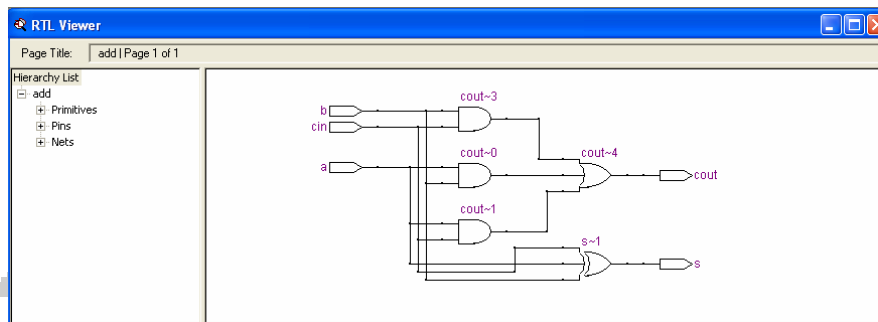 RTL Viewer
Page Title: add | Page 1 of 1
Hierarchy List
add
Primitives
Pins
Nets
cout~3
b
cin
cout~0
cout~4
a
cout
cout~1
s~1
s